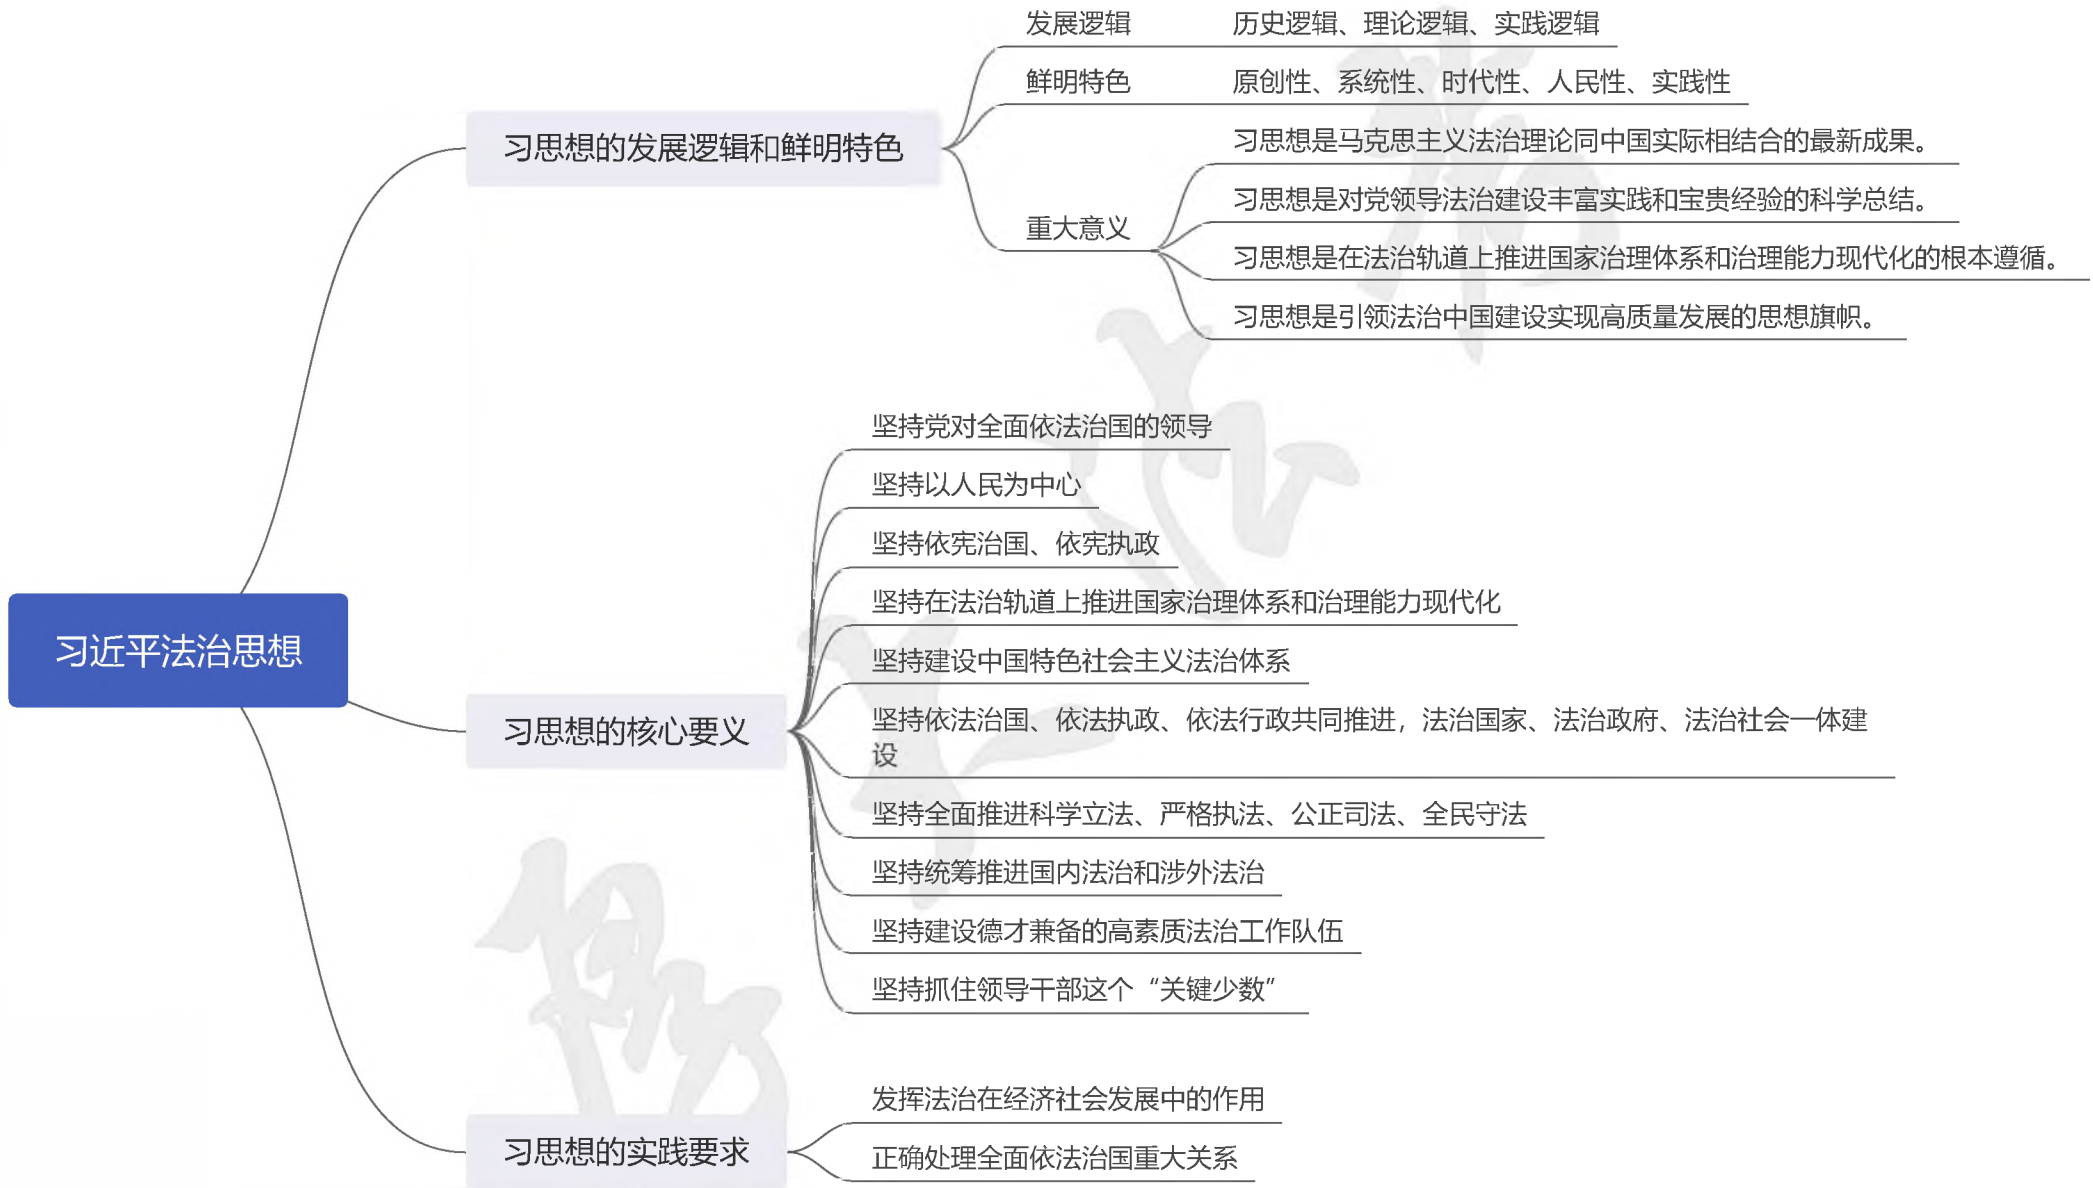 发展逻辑 历史逻辑、理论逻辑、实践逻辑
鲜明特色 原创性、系统性、时代性、人民性、实践性
习思想的发展逻辑和鲜明特色
习思想是马克思主义法治理论同中国实际相结合的最新成果。
习思想是对党领导法治建设丰富实践和宝贵经验的科学总结。
重大意义
习思想是在法治轨道上推进国家治理体系和治理能力现代化的根本遵循。
习思想是引领法治中国建设实现高质量发展的思想旗帜。
坚持党对全面依法治国的领导
坚持以人民为中心
坚持依宪治国、依宪执政
坚持在法治轨道上推进国家治理体系和治理能力现代化
习近平法治思想
坚持建设中国特色社会主义法治体系
习思想的核心要义
坚持依法治国、依法执政、依法行政共同推进，法治国家、法治政府、法治社会一体建
设
坚持全面推进科学立法、严格执法、公正司法、全民守法
坚持统筹推进国内法治和涉外法治
坚持建设德才兼备的高素质法治工作队伍
坚持抓住领导干部这个“关键少数”
发挥法治在经济社会发展中的作用
习思想的实践要求
正确处理全面依法治国重大关系